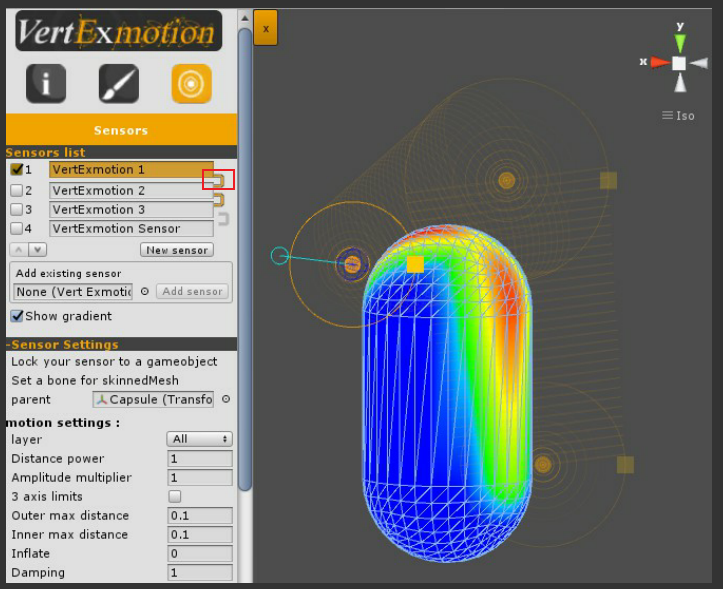 VertExmotion
x
y
x
i
Iso
Sensors
Sensors list
1 VertExmotion 1
2 VertExmotion 2
3 VertExmotion 3
4 VertExmotion Sensor
New sensor
Add existing sensor
None (Vert Exmotic
Add sensor
Show gradient
-Sensor Settings
Lock your sensor to a gameobject
Set a bone for skinnedMesh
parent Capsule (Transfo
motion settings :
layer All
Distance power 1
Amplitude multiplier 1
3 axis limits
Outer max distance 0.1
Inner max distance 0.1
Inflate 0
Damping 1